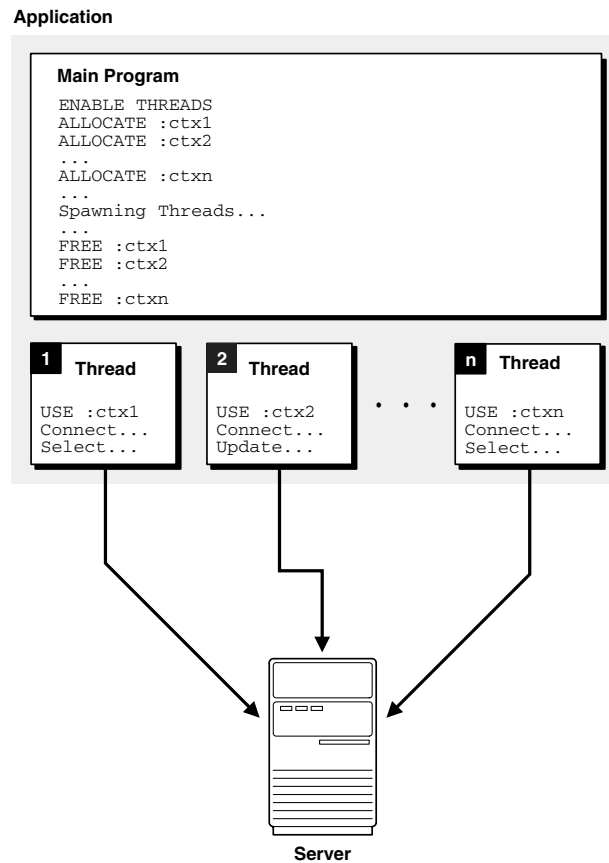 Application
Main Program
ENABLE THREADS
ALLOCATE :ctx1
ALLOCATE :ctx2
...
ALLOCATE :ctxn
...
Spawning Threads...
...
FREE :ctx1
FREE :ctx2
...
FREE :ctxn
1
Thread
USE :ctx1
Connect...
Select...
2
Thread
USE :ctx2
Connect...
Update...
. . .
n
Thread
USE :ctxn
Connect...
Select...
Server